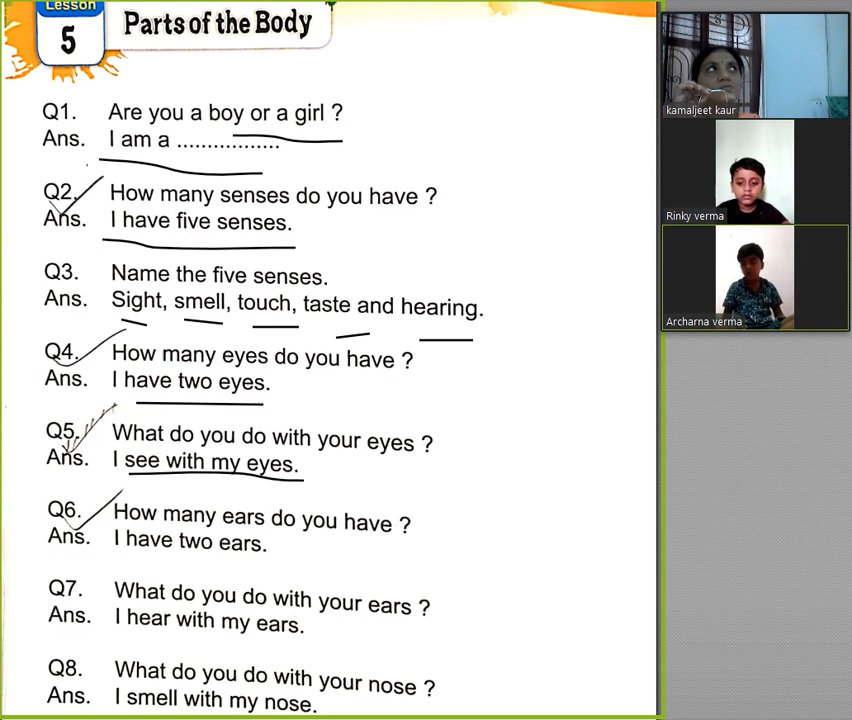 Lesson
5
Parts of the Body
Q1. Are you a boy or a girl ?
Ans. I am a .................
Q2. How many senses do you have ?
Ans. I have five senses.
Q3. Name the five senses.
Ans. Sight, smell, touch, taste and hearing.
Q4. How many eyes do you have ?
Ans. I have two eyes.
Q5. What do you do with your eyes ?
Ans. I see with my eyes.
Q6. How many ears do you have ?
Ans. I have two ears.
Q7. What do you do with your ears ?
Ans. I hear with my ears.
Q8. What do you do with your nose ?
Ans. I smell with my nose.
kamaljeet kaur
Rinky verma
Archarna verma